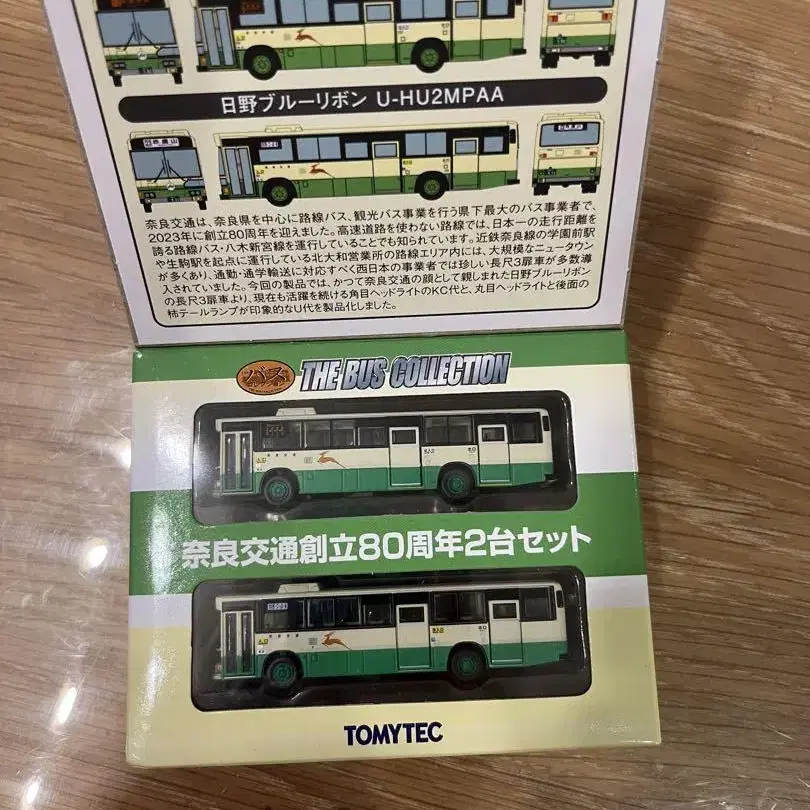 日野ブルーリボン U-HU2MPAA
奈良交通は、奈良県を中心に路線バス、観光バス事業を行う県下最大のバス事業者で、
2023年に創立80周年を迎えました。高速道路を使わない路線では、日本一の走行距離を
誇る路線バス・八木新宮線を運行していることでも知られています。近鉄奈良線の学園前駅
や生駒駅を起点に運行している北大和営業所の路線エリア内には、大規模なニュータウン
が多くあり、通勤・通学輸送に対応すべく西日本の事業者では珍しい長尺3扉車が多数導
入されていました。今回の製品では、かつて奈良交通の顔として親しまれた日野ブルーリボン
の長尺3扉車より、現在も活躍を続ける角目ヘッドライトのKC代と、丸目ヘッドライトと後面の
柿テールランプが印象的なU代を製品化しました。
バス
THE BUS COLLECTION
奈良交通
奈良交通創立80周年2台セット
奈良交通
TOMYTEC